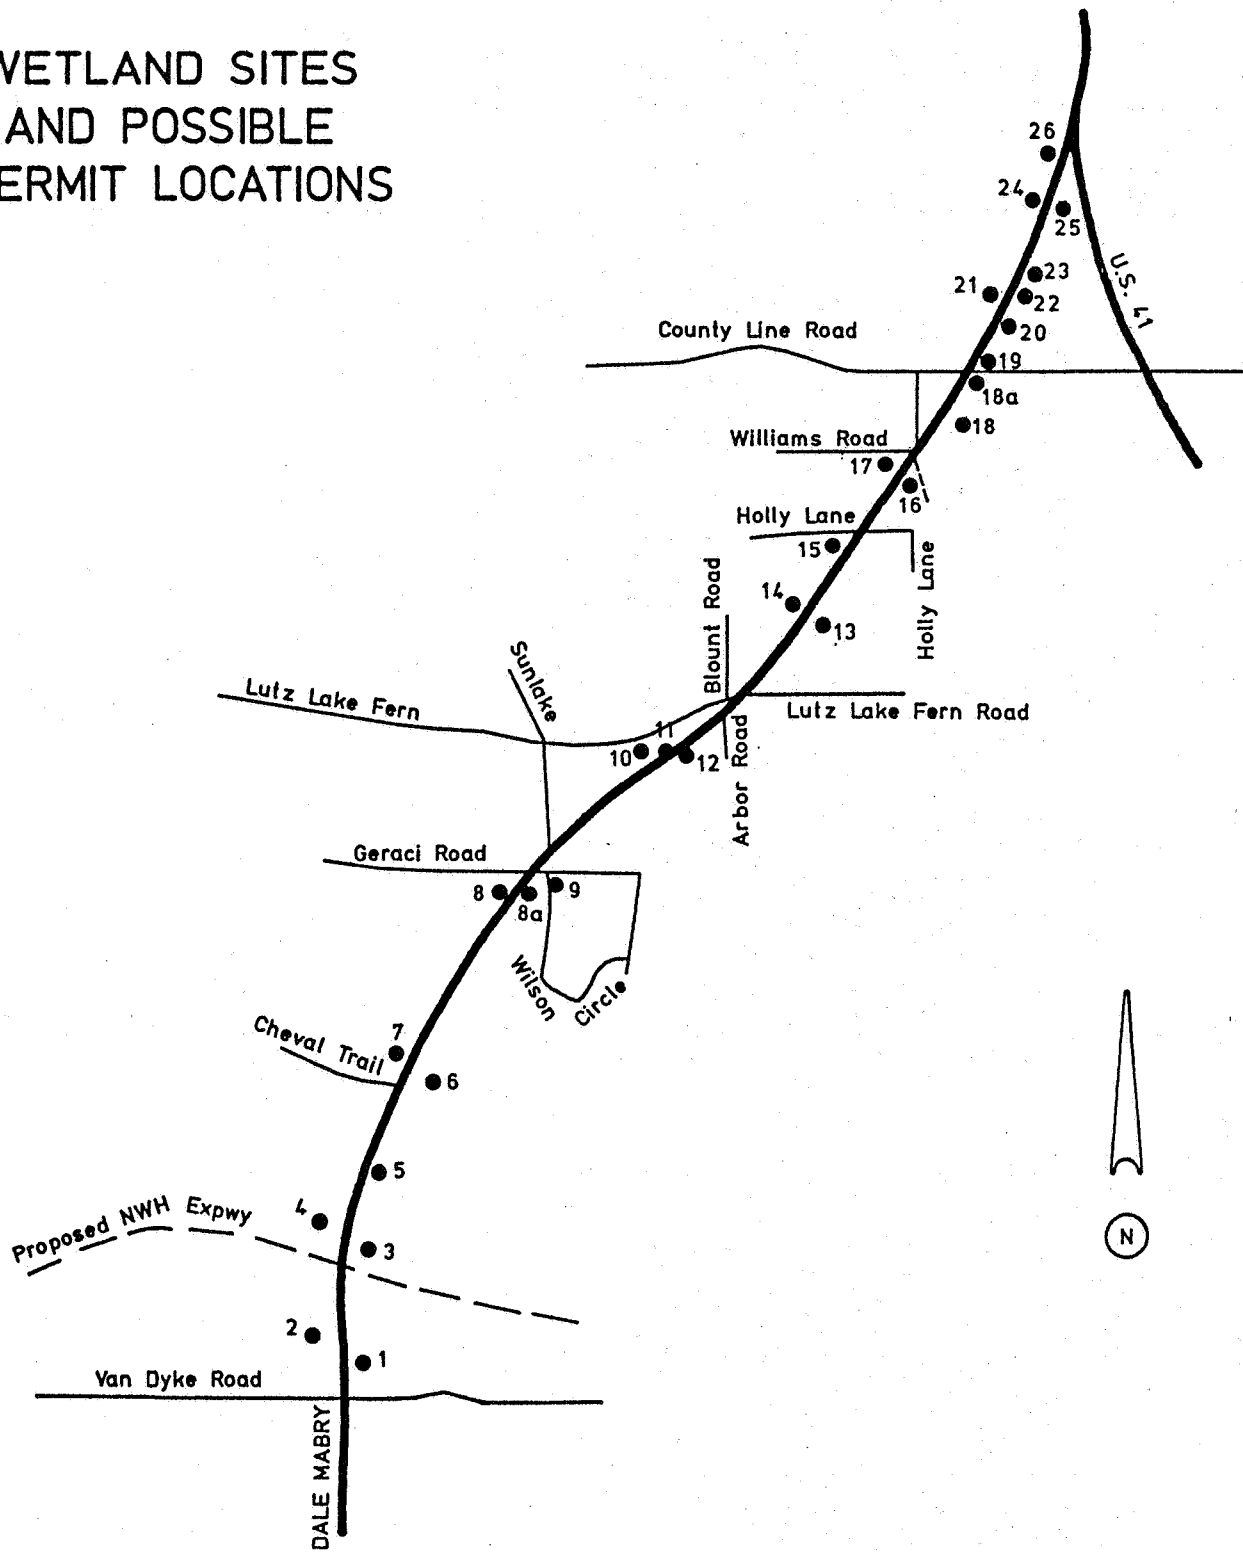 WETLAND SITES
AND POSSIBLE
ERMIT LOCATIONS
26
24
25
U.S. 41
23
21
22
20
County Line Road
19
18a
18
Williams Road
17
16
Holly Lane
15
Holly Lane
Blount Road
14
13
Sunlake
Lutz Lake Fern
Lutz Lake Fern Road
11
10
12
Arbor Road
Geraci Road
8
8a
9
Wilson
Circle
7
Cheval Trail
6
5
4
Proposed NWH Expwy
3
2
1
Van Dyke Road
DALE MABRY
N